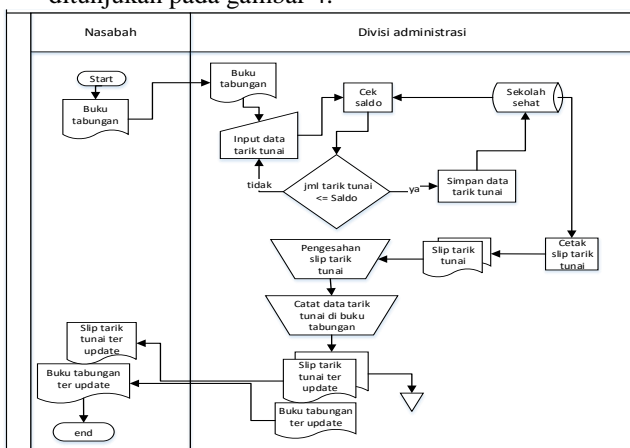 ditunjukan pada gambar 4.
Nasabah
Divisi administrasi
Start
Buku
tabungan
Buku
tabungan
Input data
tarik tunai
Cek
saldo
Sekolah
sehat
tidak
jml tarik tunai
<= Saldo
ya
Simpan data
tarik tunai
Pengesahan
slip tarik
tunai
Slip tarik
tunai
Cetak
slip tarik
tunai
Catat data tarik
tunai di buku
tabungan
Slip tarik
tunai ter
update
Buku tabungan
ter update
Slip tarik
tunai ter
update
Buku tabungan
ter update
end